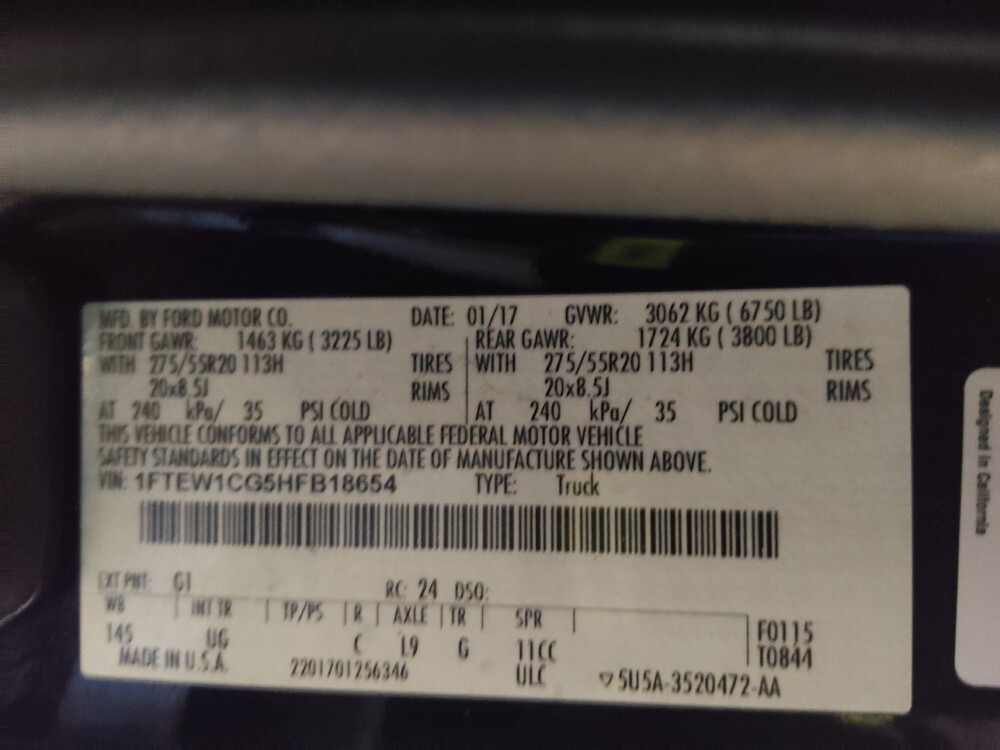 MFD. BY FORD MOTOR CO. DATE: 01/17 GVWR: 3062 KG ( 6750 LB)
FRONT GAWR: 1463 KG ( 3225 LB) REAR GAWR: 1724 KG ( 3800 LB)
WITH 275/55R20 113H TIRES WITH 275/55R20 113H TIRES
20x8.5J RIMS 20x8.5J RIMS
AT 240 kPa/ 35 PSI COLD AT 240 kPa/ 35 PSI COLD
THIS VEHICLE CONFORMS TO ALL APPLICABLE FEDERAL MOTOR VEHICLE
SAFETY STANDARDS IN EFFECT ON THE DATE OF MANUFACTURE SHOWN ABOVE.
VIN: 1FTEW1CG5HFB18654 TYPE: Truck
EXT PNT: G1 RC: 24 DSO:
WB | INT TR | TP/PS | R | AXLE | TR | SPR | F0115
145 UG C L9 G 11CC T0844
MADE IN U.S.A. 2201701256346 ULC ▽5U5A-3520472-AA
Designed in California